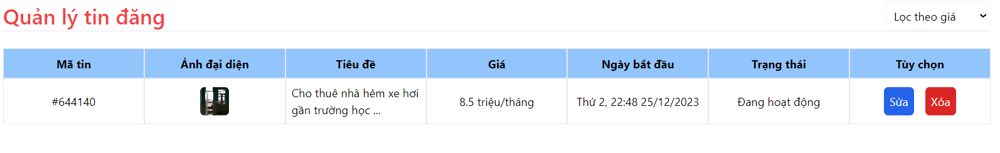 Quản lý tin đăng
Lọc theo giá
Mã tin
Ảnh đại diện
Tiêu đề
Giá
Ngày bắt đầu
Trạng thái
Tùy chọn
#644140
Cho thuê nhà hẻm xe hơi
gần trường học ...
8.5 triệu/tháng
Thứ 2, 22:48 25/12/2023
Đang hoạt động
Sửa
Xóa